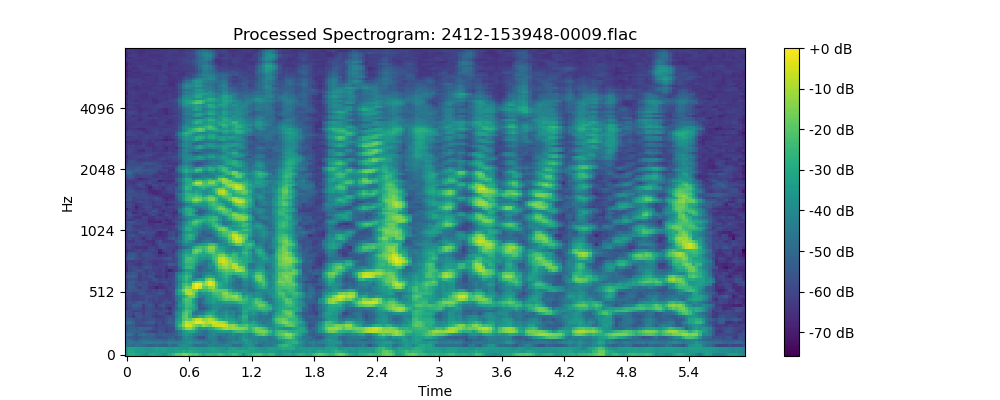 Processed Spectrogram: 2412-153948-0009.flac
Hz
4096
2048
1024
512
0
0 0.6 1.2 1.8 2.4 3 3.6 4.2 4.8 5.4
Time
+0 dB
-10 dB
-20 dB
-30 dB
-40 dB
-50 dB
-60 dB
-70 dB